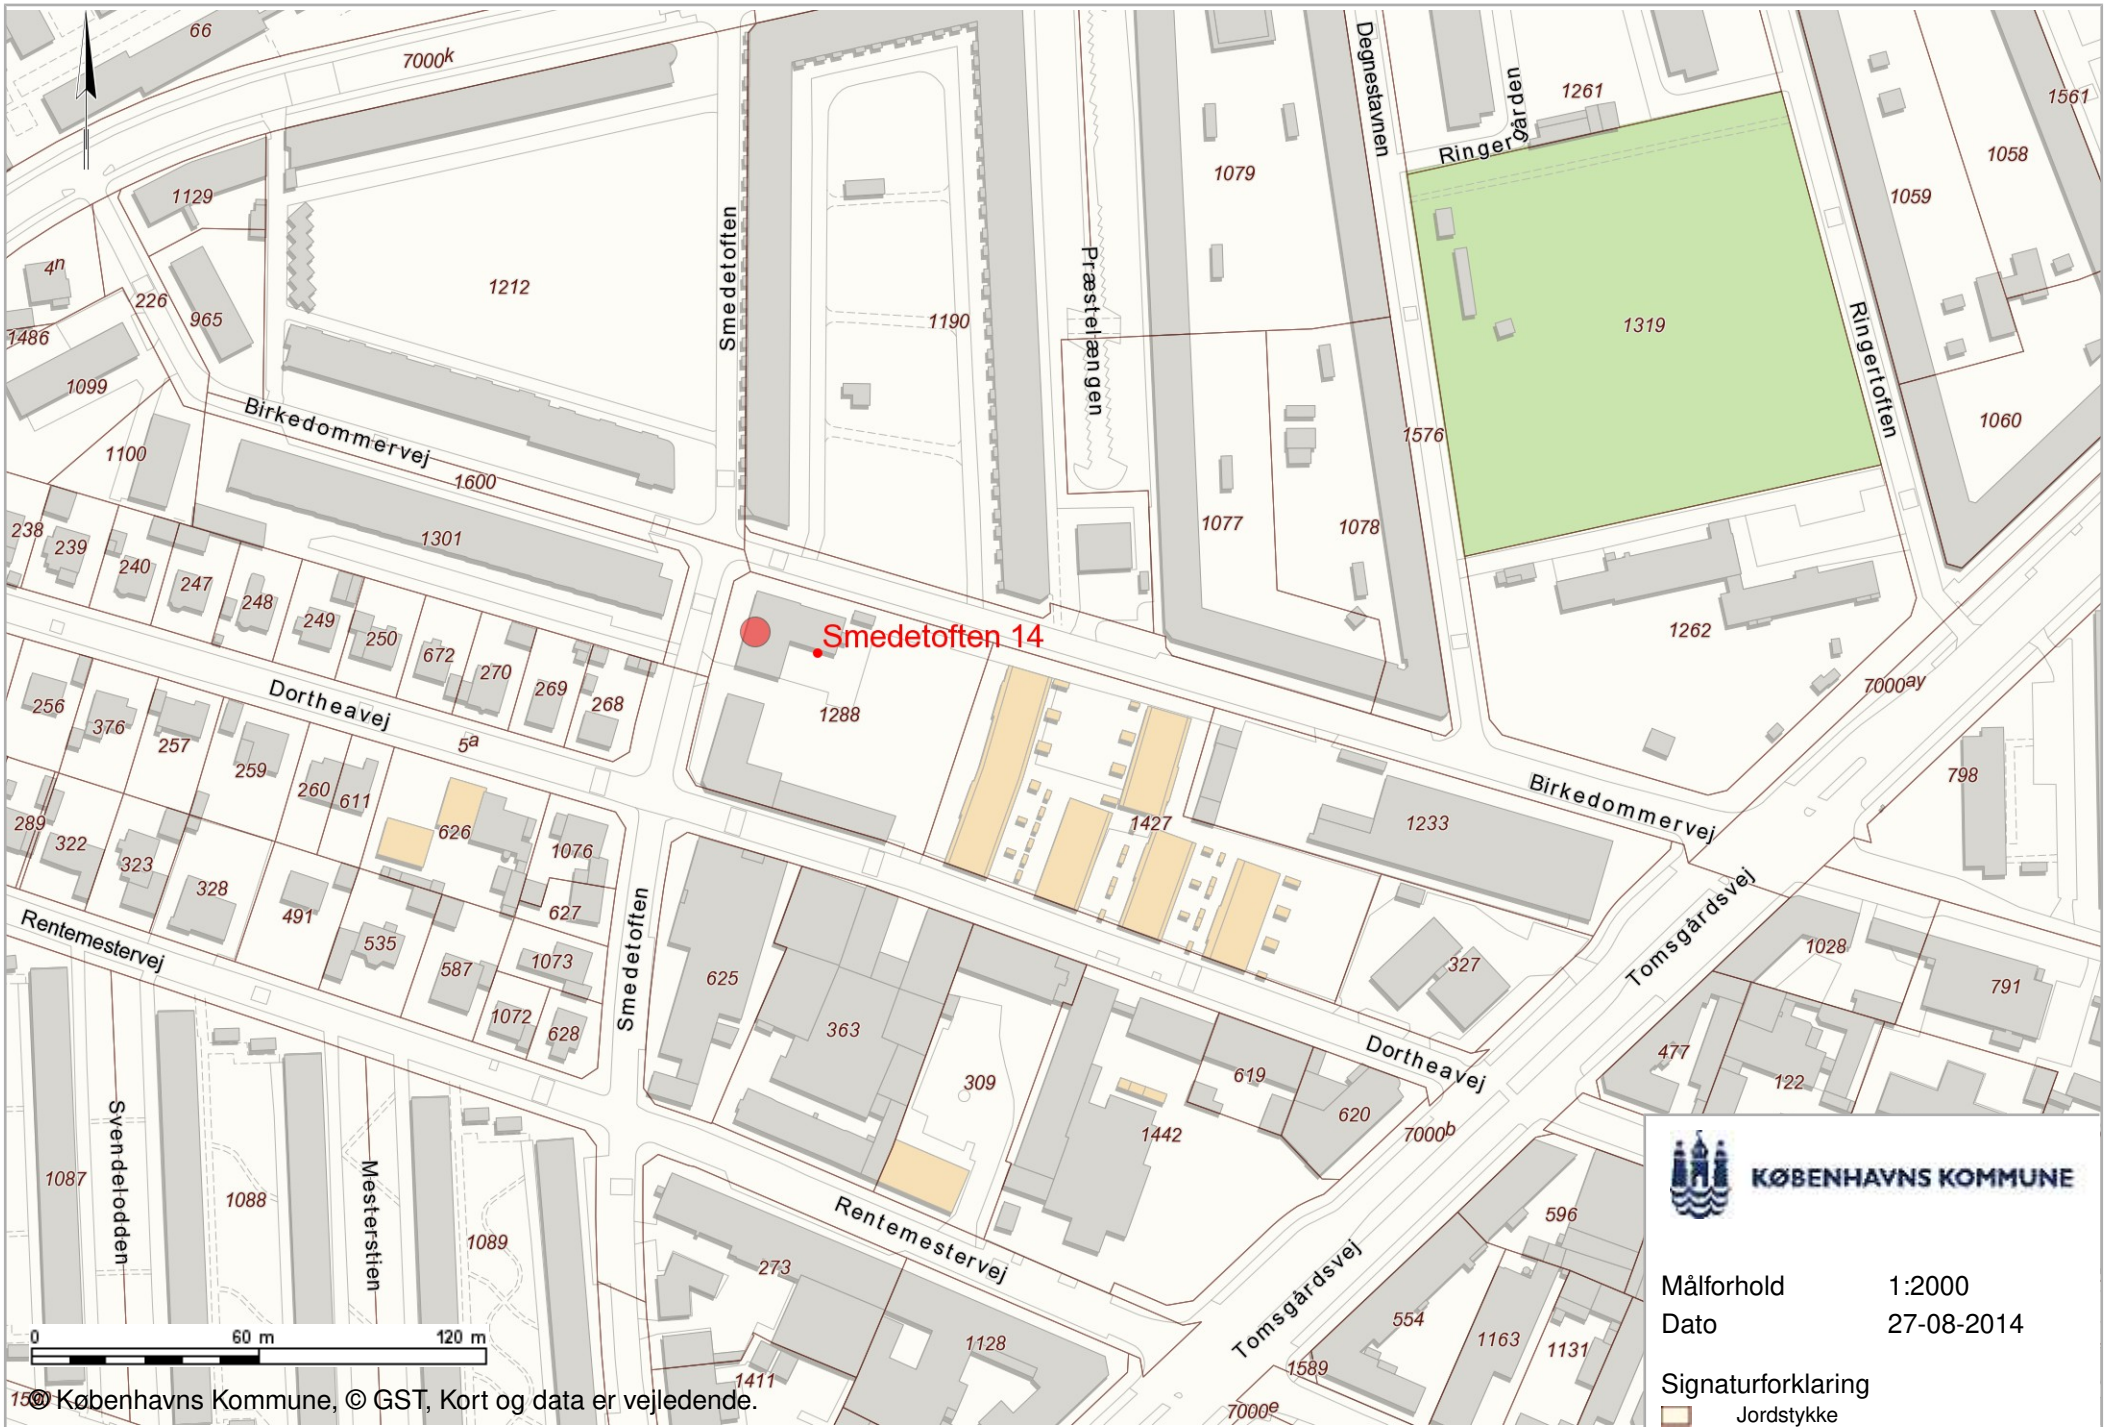 66
7000k
Degnestavnen
Ringergården
1261
1561
1079
1058
1129
1059
Smedetoften
4n
1212
226
965
1190
Præstelængen
1319
Ringertoften
1486
1099
Birkedommervej
1576
1060
1100
1600
1077
1078
238
239
1301
240
247
248
249
250
672
270
269
268
Smedetoften 14
1262
7000ay
256
376
Dortheavej
257
5a
1288
259
260
611
798
Birkedommervej
289
322
626
1427
1233
323
1076
328
491
627
Tomsgårdsvej
Rentemestervej
535
Smedetoften
1028
587
1073
625
327
791
1072
628
363
Dortheavej
477
122
309
619
620
Svendelodden
1087
1088
Mesterstien
1442
7000b
KØBENHAVNS KOMMUNE
1089
Rentemestervej
596
273
Tomsgårdsvej
Målforhold 1:2000
Dato 27-08-2014
554
1163
1131
1128
0 60 m 120 m
1589
Signaturforklaring
1411
© Københavns Kommune, © GST, Kort og data er vejledende.
7000e
Jordstykke